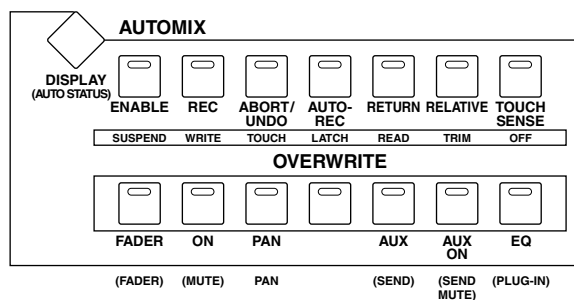 AUTOMIX
DISPLAY
(AUTO STATUS)
ENABLE REC ABORT/ AUTO- RETURN RELATIVE TOUCH
UNDO REC SENSE
SUSPEND WRITE TOUCH LATCH READ TRIM OFF
OVERWRITE
FADER ON PAN AUX AUX EQ
ON
(FADER) (MUTE) PAN (SEND) (SEND (PLUG-IN)
MUTE)